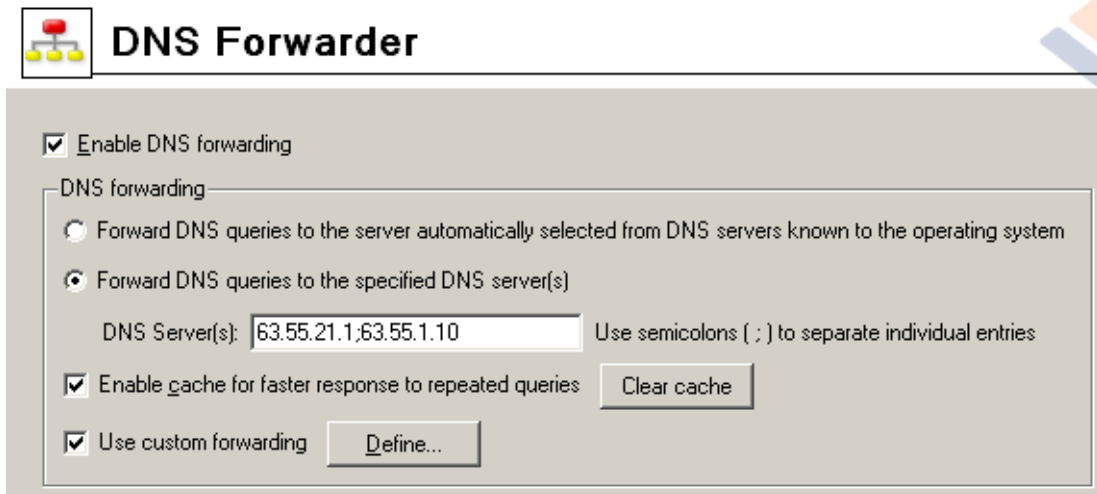 DNS Forwarder
Enable DNS forwarding
DNS forwarding
Forward DNS queries to the server automatically selected from DNS servers known to the operating system
Forward DNS queries to the specified DNS server(s)
DNS Server(s): 63.55.21.1;63.55.1.10 Use semicolons ( ; ) to separate individual entries
Enable cache for faster response to repeated queries Clear cache
Use custom forwarding Define...